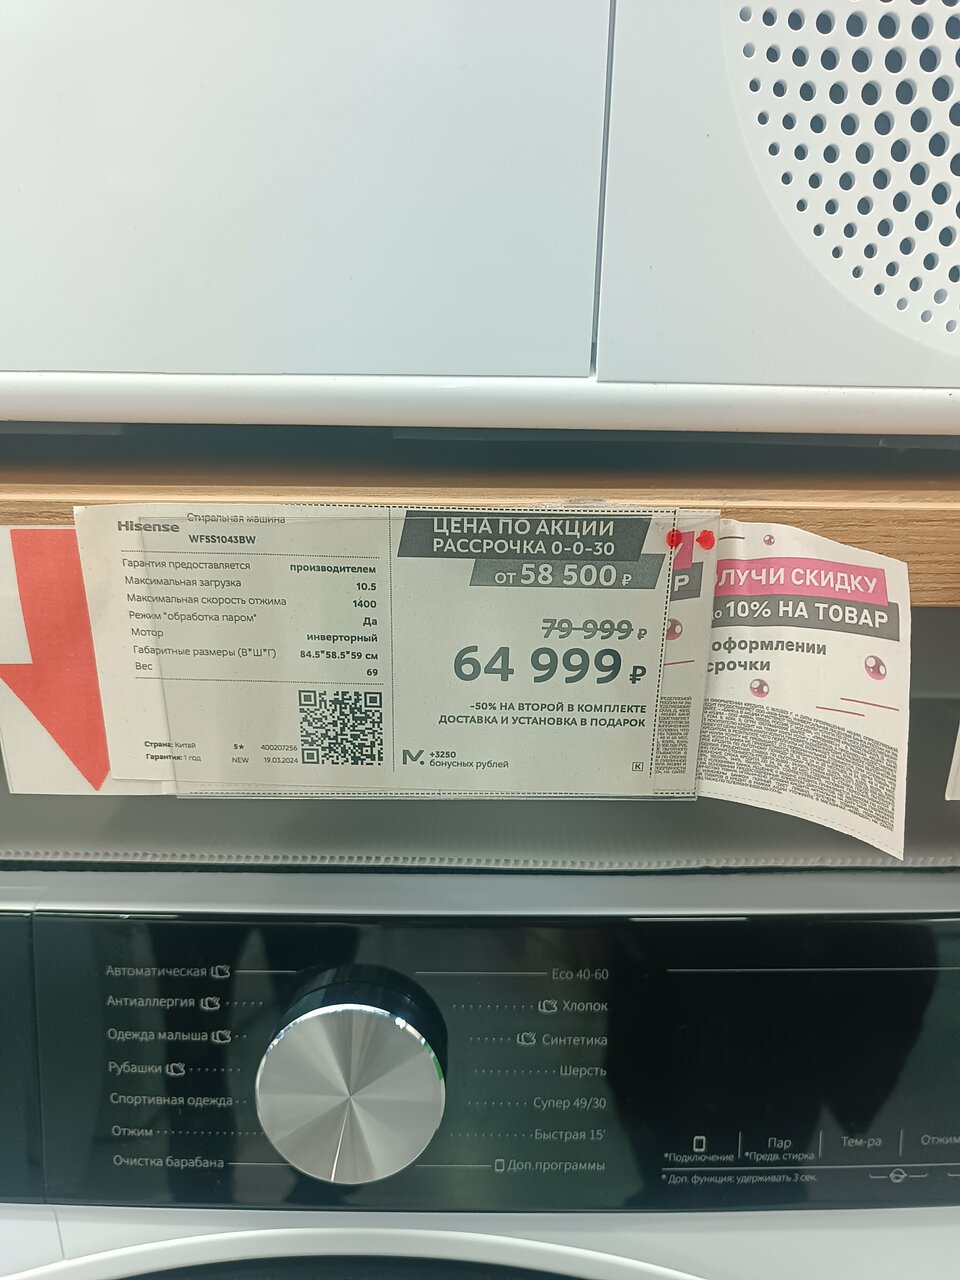 Hisense
Стиральная машина
WF5S1043BW
Гарантия предоставляется производителем
Максимальная загрузка 10.5
Максимальная скорость отжима 1400
Режим "обработка паром" Да
Мотор инверторный
Габаритные размеры (В*Ш*Г) 84.5*58.5*59 см
Вес 69
Страна: Китай 5★ 400207256
Гарантия: 1 год NEW 19.03.2024
ЦЕНА ПО АКЦИИ
РАССРОЧКА 0-0-30
от 58 500 ₽
79 999 ₽
64 999 ₽
-50% НА ВТОРОЙ В КОМПЛЕКТЕ
ДОСТАВКА И УСТАНОВКА В ПОДАРОК
+3250
бонусных рублей
К
Р
ЛУЧИ СКИДКУ
о 10% НА ТОВАР
оформлении
срочки
Автоматическая
Антиаллергия
Одежда малыша
Рубашки
Спортивная одежда
Отжим
Очистка барабана
Eco 40-60
Хлопок
Синтетика
Шерсть
Супер 49/30
Быстрая 15'
Доп.программы
Пар Тем-ра Отжим
*Подключение *Предв. стирка
* Доп. функция: удерживать 3 сек.